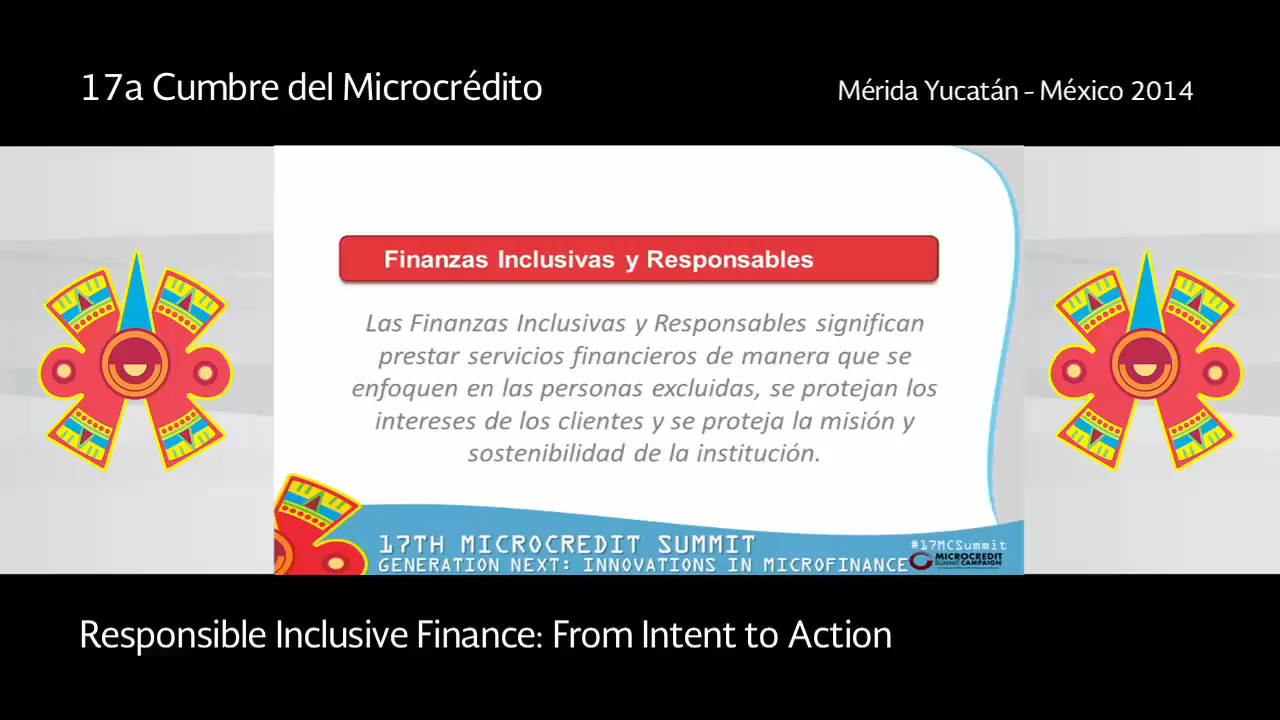 17a Cumbre del Microcrédito
Mérida Yucatán - México 2014
Finanzas Inclusivas y Responsables
Las Finanzas Inclusivas y Responsables significan
prestar servicios financieros de manera que se
enfoquen en las personas excluidas, se protejan los
intereses de los clientes y se proteja la misión y
sostenibilidad de la institución.
17TH MICROCREDIT SUMMIT
GENERATION NEXT: INNOVATIONS IN MICROFINANCE
#17MCSummit
MICROCREDIT
SUMMIT CAMPAIGN
Responsible Inclusive Finance: From Intent to Action